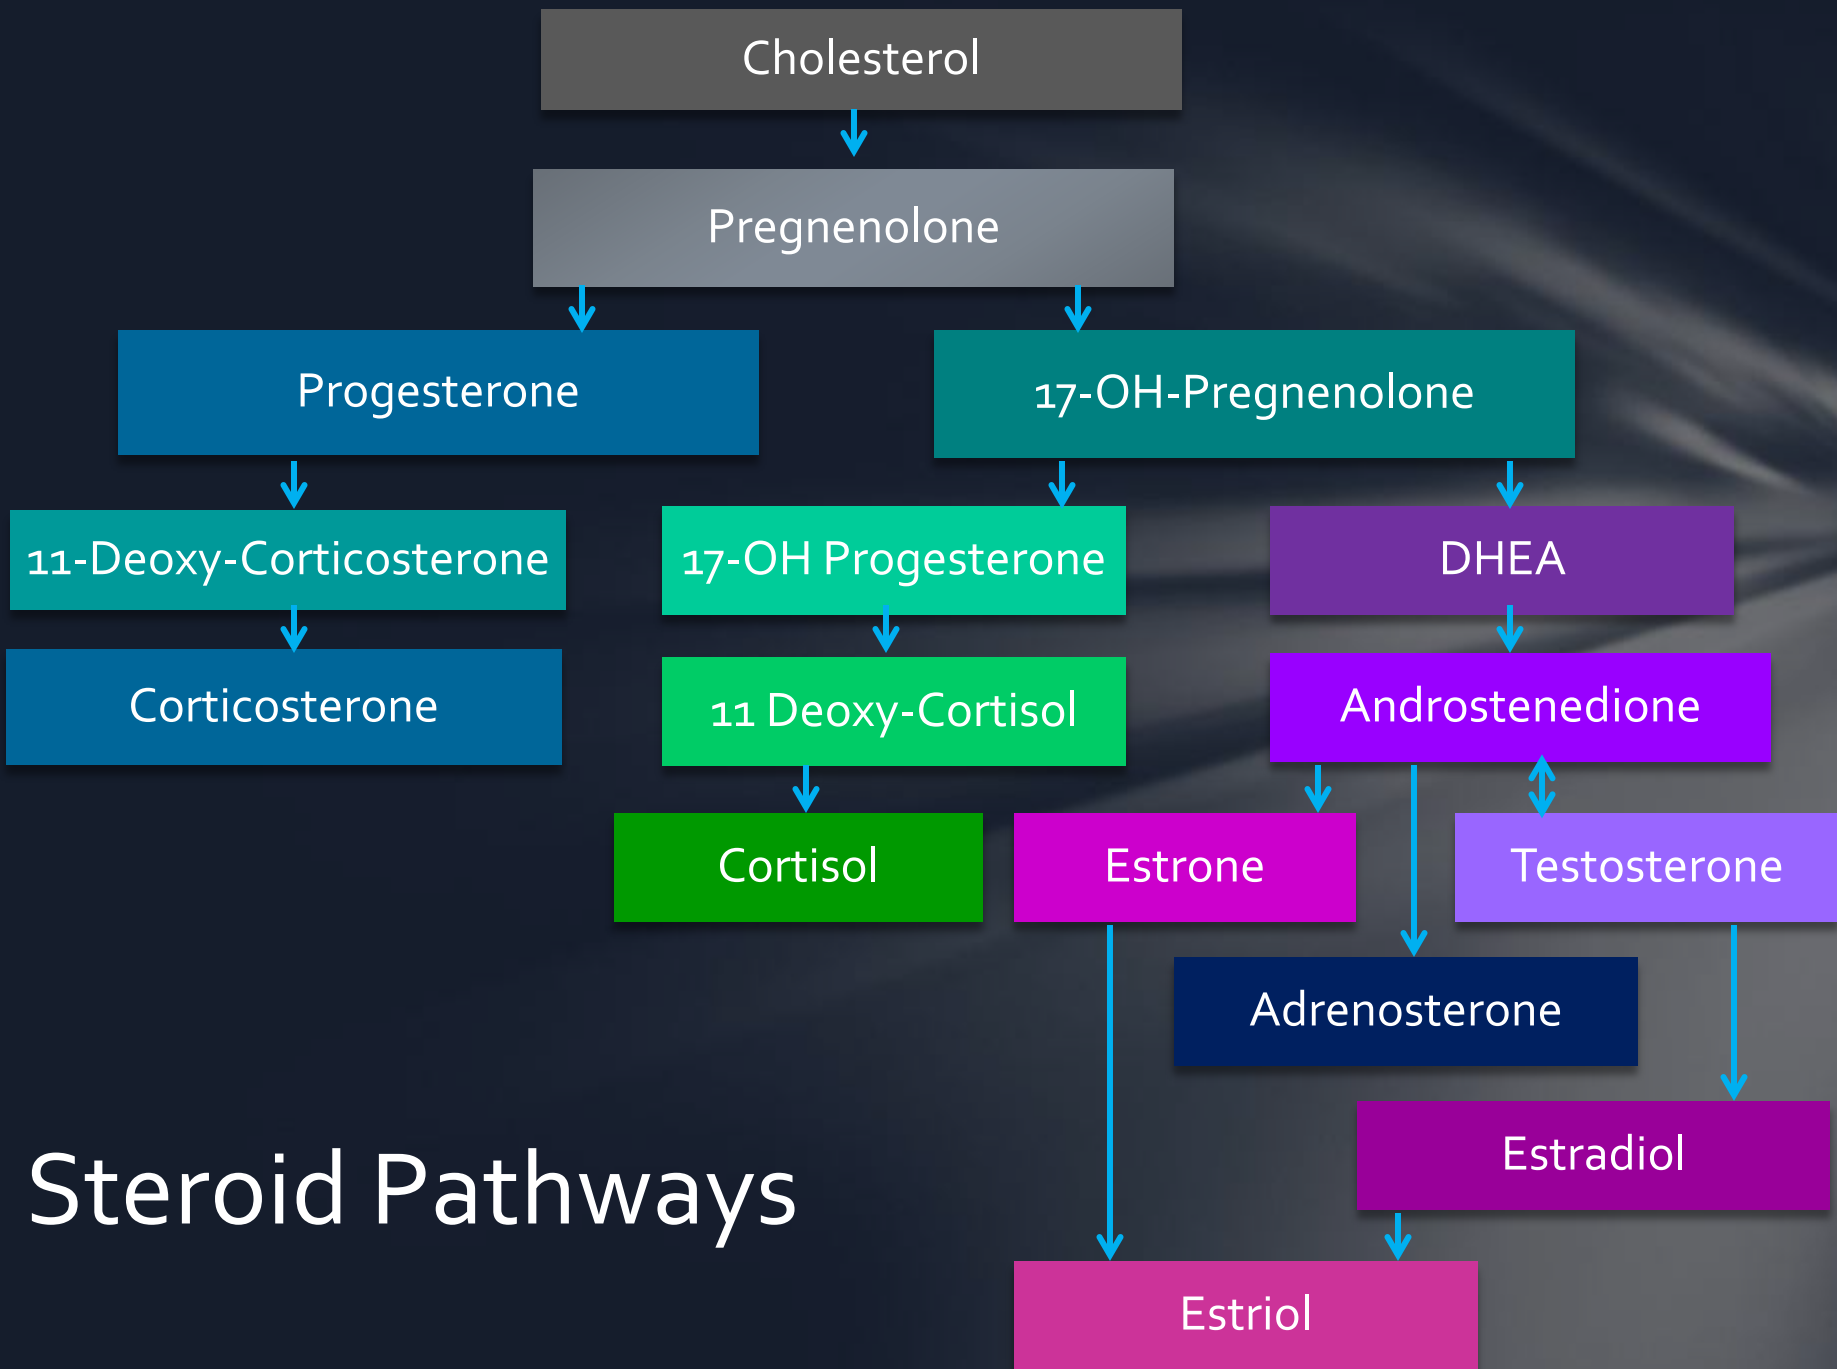 Cholesterol
Pregnenolone
Progesterone
17-OH-Pregnenolone
11-Deoxy-Corticosterone
17-OH Progesterone
DHEA
Corticosterone
11 Deoxy-Cortisol
Androstenedione
Cortisol
Estrone
Testosterone
Adrenosterone
Estradiol
Steroid Pathways
Estriol